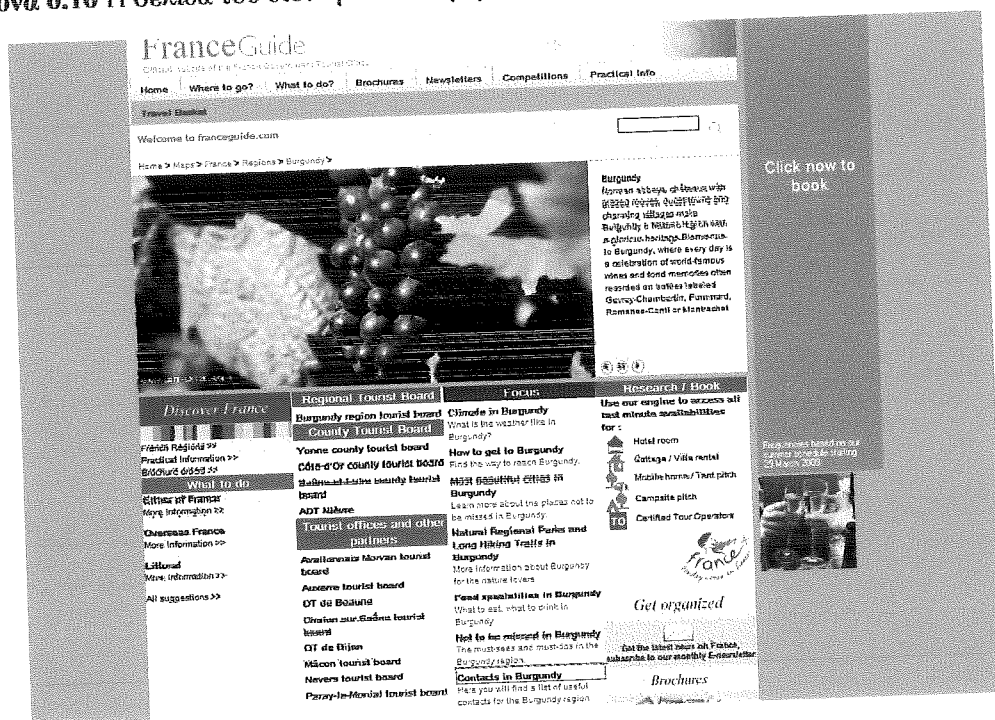 FranceGuide
Home Where to go? What to do? Brochures Newsletters Competitions Practical Info
Travel Basket
Welcome to franceguide.com
Home > Maps > France > Regions > Burgundy >
Click now to
book
Burgundy
charming villages make
a glorious heritage.
to Burgundy, where every day is
a celebration of world-famous
wines and fond memories often
recorded on bottles labeled
Gevrey-Chambertin,
Discover France
French Regions >>
Practical Information >>
What to do
More Information >>
Overseas France
More Information >>
Littoral
More Information >>
All suggestions >>
Regional Tourist Board
Burgundy region tourist board
County Tourist Board
Yonne county tourist board
Côte-d'Or county tourist board
county tourist
board
ADT Nièvre
Tourist offices and other
partners
Avallonnais Morvan tourist
board
Auxerre tourist board
OT de Beaune
Chalon sur Saône tourist
board
OT de Dijon
Mâcon tourist board
Nevers tourist board
Paray-le-Monial tourist board
Focus
Climate in Burgundy
What is the weather like in
Burgundy?
How to get to Burgundy
Find the way to reach Burgundy.
Most beautiful cities in
Burgundy
Learn more about the places not to
be missed in Burgundy.
Natural Regional Parks and
Long Hiking Trails in
Burgundy
More information about Burgundy
for the nature lovers
Food specialities in Burgundy
What to eat, what to drink in
Burgundy
Not to be missed in Burgundy
The must-sees and must-dos in the
Burgundy region.
Contacts in Burgundy
Here you will find a list of useful
contacts for the Burgundy region
Research / Book
Use our engine to access all
last minute availabilities
for :
Hotel room
Cottage / Villa rental
Mobile home / Tent pitch
Campsite pitch
TO Certified Tour Operators
france
Get organized
Get the latest news on France,
subscribe to our monthly E-newsletter
Brochures
summer schedule starting